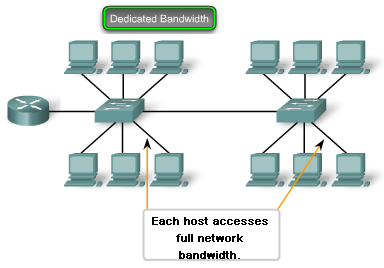 Dedicated Bandwidth
Each host accesses
full network
bandwidth.